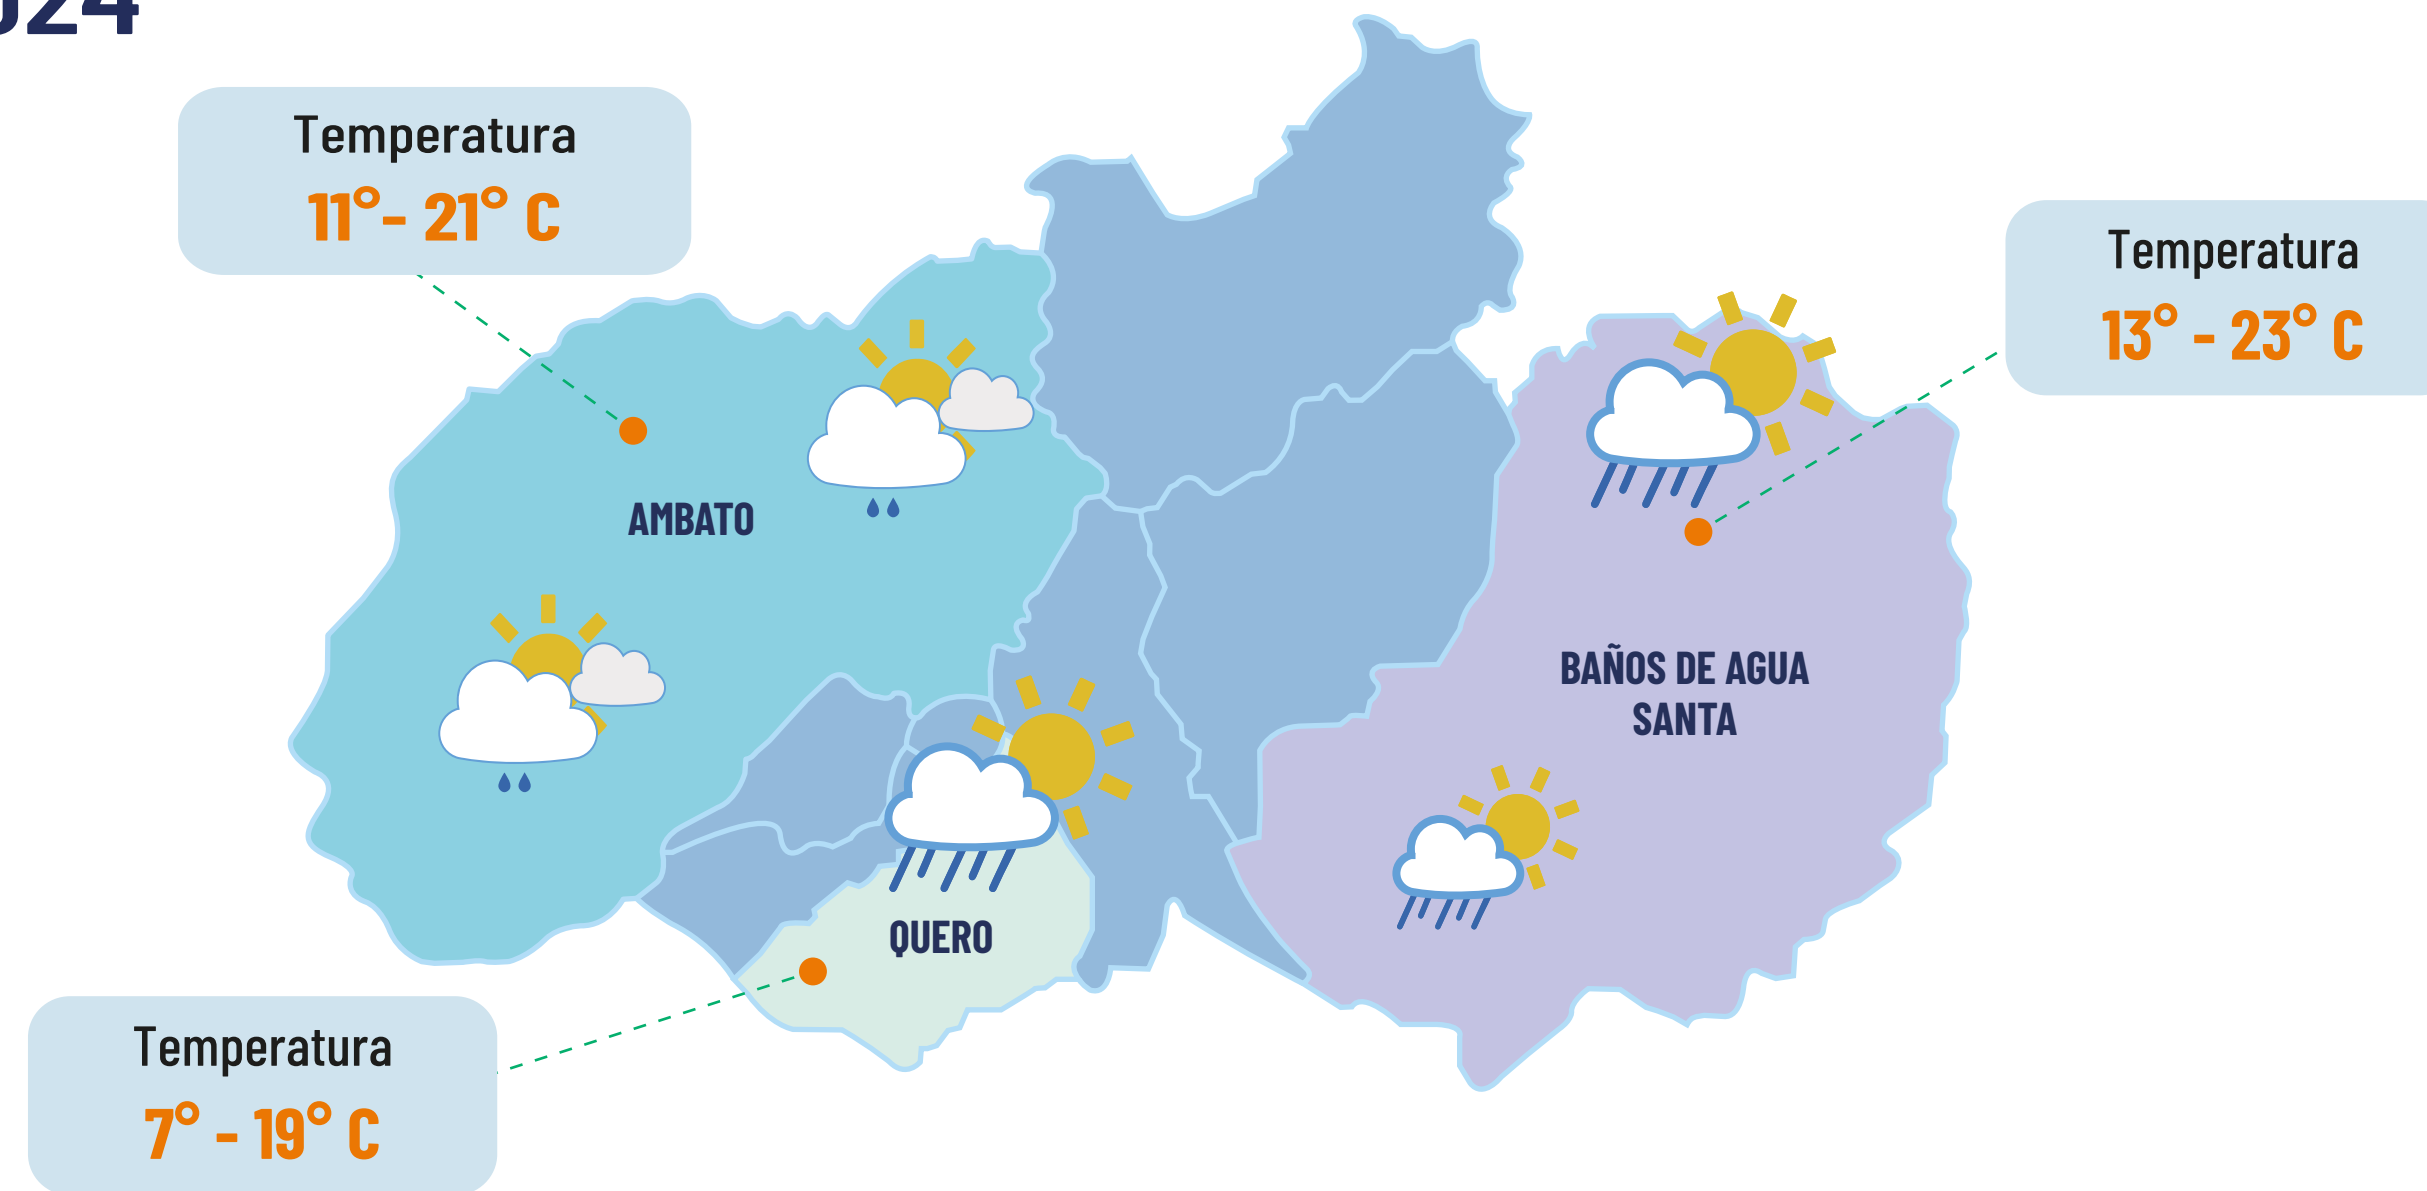 Temperatura
11°- 21° C
Temperatura
13° - 23° C
AMBATO
BAÑOS DE AGUA
SANTA
QUERO
Temperatura
7° - 19° C